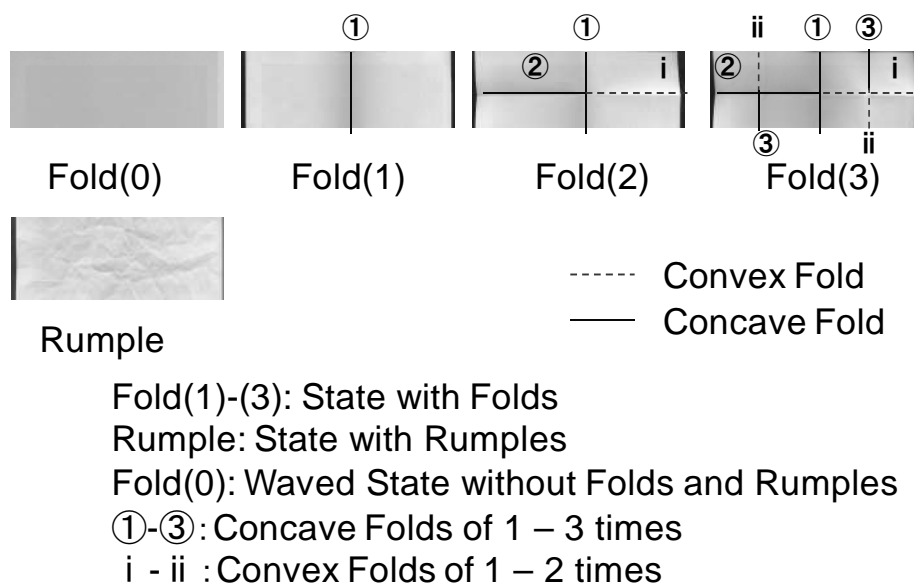 ① ① ii ① ③
② i ② i
③ ii
Fold(0) Fold(1) Fold(2) Fold(3)
Convex Fold
Concave Fold
Rumple
Fold(1)-(3): State with Folds
Rumple: State with Rumples
Fold(0): Waved State without Folds and Rumples
①-③: Concave Folds of 1 – 3 times
i - ii : Convex Folds of 1 – 2 times